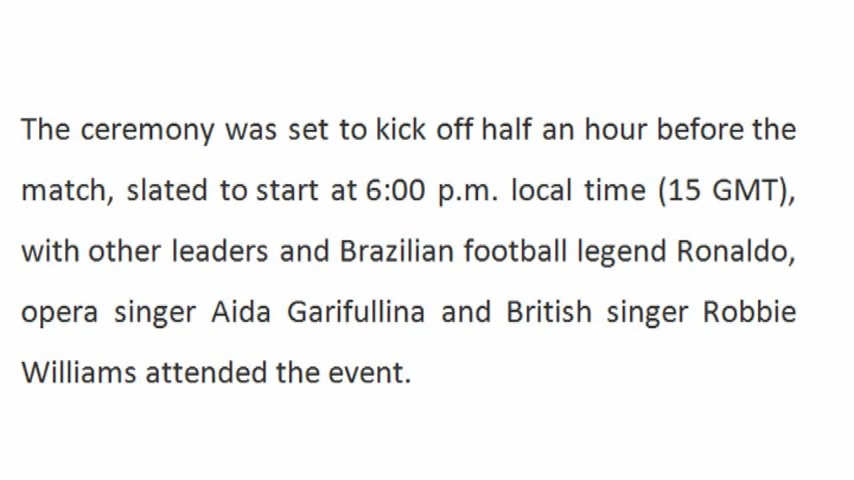 The ceremony was set to kick off half an hour before the
match, slated to start at 6:00 p.m. local time (15 GMT),
with other leaders and Brazilian football legend Ronaldo,
opera singer Aida Garifullina and British singer Robbie
Williams attended the event.